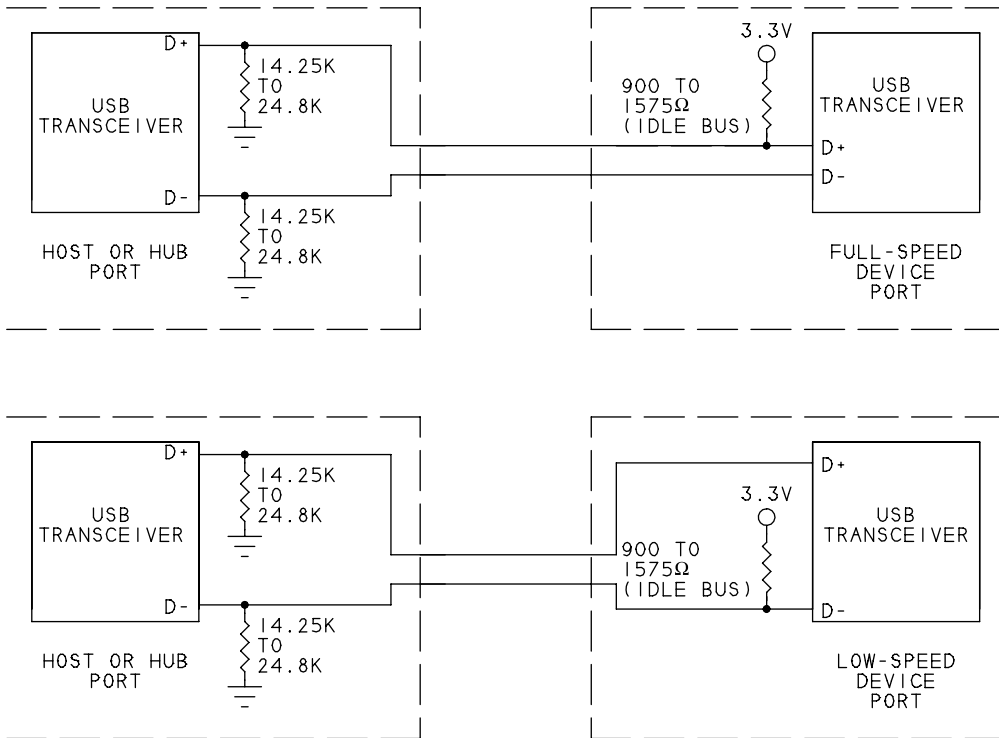 D+
14.25K
TO
24.8K
USB
TRANSCEIVER
D-
14.25K
TO
24.8K
HOST OR HUB
PORT
3.3V
900 TO
1575Ω
(IDLE BUS)
USB
TRANSCEIVER
D+
D-
FULL-SPEED
DEVICE
PORT
D+
14.25K
TO
24.8K
USB
TRANSCEIVER
D-
14.25K
TO
24.8K
HOST OR HUB
PORT
3.3V
900 TO
1575Ω
(IDLE BUS)
D+
USB
TRANSCEIVER
D-
LOW-SPEED
DEVICE
PORT